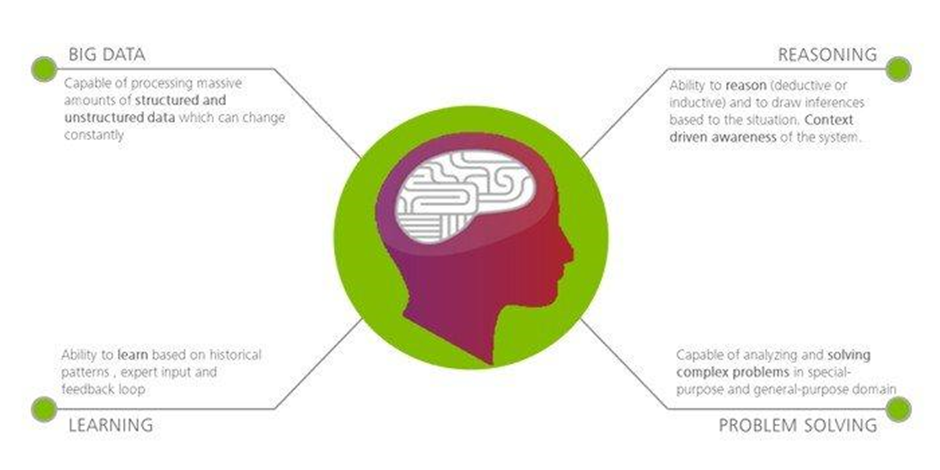 BIG DATA
Capable of processing massive
amounts of structured and
unstructured data which can change
constantly
REASONING
Ability to reason (deductive or
inductive) and to draw inferences
based to the situation. Context
driven awareness of the system.
Ability to learn based on historical
patterns , expert input and
feedback loop
LEARNING
Capable of analyzing and solving
complex problems in special-
purpose and general-purpose domain
PROBLEM SOLVING